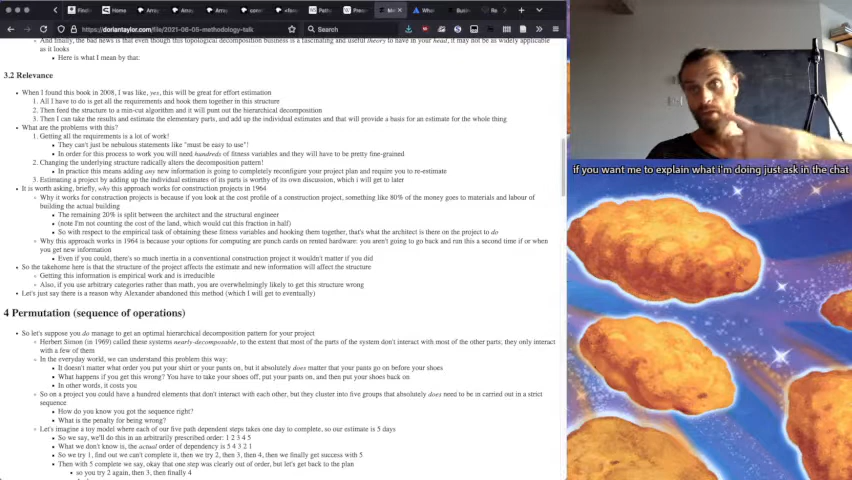 Home
What
https://doriantaylor.com/file/2021-06-05-methodology-talk
Search
And finally, the bad news is that even though this topological decomposition business is a fascinating and useful theory to have in your head, it may not be as widely applicable
as it looks
Here is what I mean by that:
3.2 Relevance
When I found this book in 2008, I was like, yes, this will be great for effort estimation
1. All I have to do is get all the requirements and book them together in this structure
2. Then feed the structure to a min-cut algorithm and it will punt out the hierarchical decomposition
3. Then I can take the results and estimate the elementary parts, and add up the individual estimates and that will provide a basis for an estimate for the whole thing
What are the problems with this?
1. Getting all the requirements is a lot of work!
They can't just be nebulous statements like "must be easy to use"!
In order for this process to work you will need hundreds of fitness variables and they will have to be pretty fine-grained
2. Changing the underlying structure radically alters the decomposition pattern!
In practice this means adding any new information is going to completely reconfigure your project plan and require you to re-estimate
3. Estimating a project by adding up the individual estimates of its parts is worthy of its own discussion, which i will get to later
It is worth asking, briefly, why this approach works for construction projects in 1964
Why it works for construction projects is because if you look at the cost profile of a construction project, something like 80% of the money goes to materials and labour of
building the actual building
The remaining 20% is split between the architect and the structural engineer
(note I'm not counting the cost of the land, which would cut this fraction in half)
So with respect to the empirical task of obtaining these fitness variables and booking them together, that's what the architect is there on the project to do
Why this approach works in 1964 is because your options for computing are punch cards on rented hardware: you aren't going to go back and run this a second time if or when
you get new information
Even if you could, there's so much inertia in a conventional construction project it wouldn't matter if you did
So the takehome here is that the structure of the project affects the estimate and new information will affect the structure
Getting this information is empirical work and is irreducible
Also, if you use arbitrary categories rather than math, you are overwhelmingly likely to get this structure wrong
Let's just say there is a reason why Alexander abandoned this method (which I will get to eventually)
4 Permutation (sequence of operations)
So let's suppose you do manage to get an optimal hierarchical decomposition pattern for your project
Herbert Simon (in 1969) called these systems nearly-decomposable, to the extent that most of the parts of the system don't interact with most of the other parts; they only interact
with a few of them
In the everyday world, we can understand this problem this way:
It doesn't matter what order you put your shirt or your pants on, but it absolutely does matter that your pants go on before your shoes
What happens if you get this wrong? You have to take your shoes off, put your pants on, and then put your shoes back on
In other words, it costs you
So on a project you could have a hundred elements that don't interact with each other, but they cluster into five groups that absolutely does need to be in carried out in a strict
sequence
How do you know you got the sequence right?
What is the penalty for being wrong?
Let's imagine a toy model where each of our five path dependent steps takes one day to complete, so our estimate is 5 days
So we say, we'll do this in an arbitrarily prescribed order: 1 2 3 4 5
What we don't know is, the actual order of dependency is 5 4 3 2 1
So we try 1, find out we can't complete it, then we try 2, then 3, then 4, then we finally get success with 5
Then with 5 complete we say, okay that one step was clearly out of order, but let's get back to the plan
so you try 2 again, then 3, then finally 4
if you want me to explain what i'm doing just ask in the chat